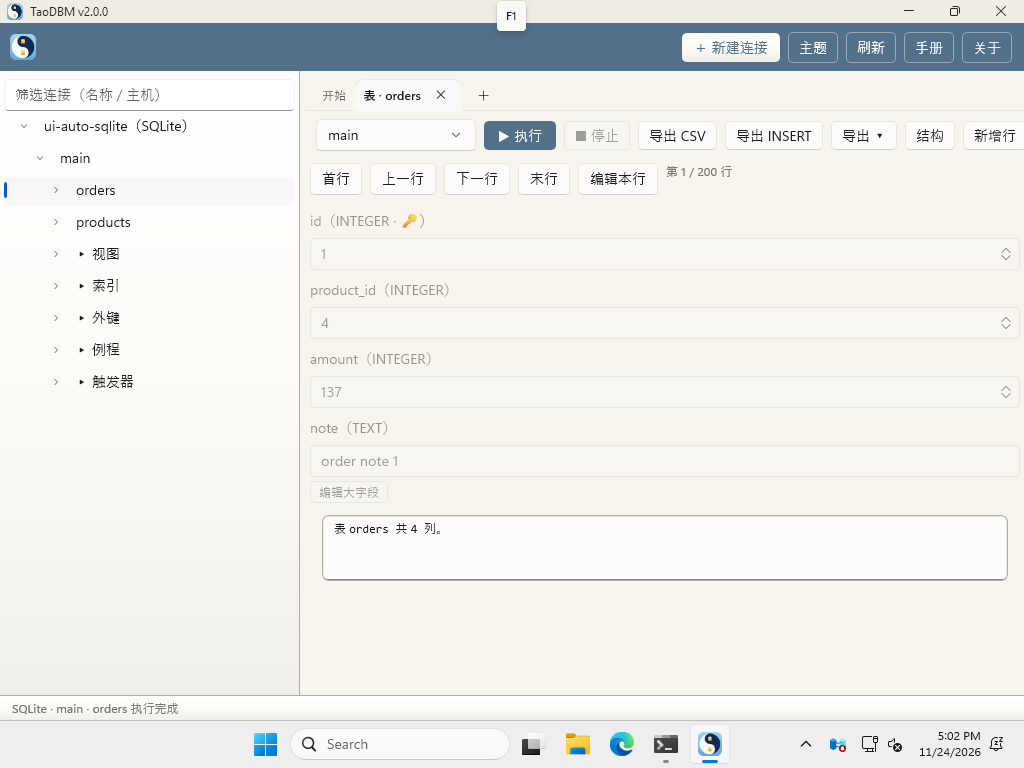 TaoDBM v2.0.0
F1
+ 新建连接 主题 刷新 手册 关于
筛选连接（名称 / 主机）
ui-auto-sqlite（SQLite）
main
orders
products
视图
索引
外键
例程
触发器
开始 表 · orders
main 执行 停止 导出 CSV 导出 INSERT 导出 结构 新增行
首行 上一行 下一行 末行 编辑本行 第 1 / 200 行
id（INTEGER · 🔑）
1
product_id（INTEGER）
4
amount（INTEGER）
137
note（TEXT）
order note 1
编辑大字段
表 orders 共 4 列。
SQLite · main · orders 执行完成
Search
5:02 PM
11/24/2026